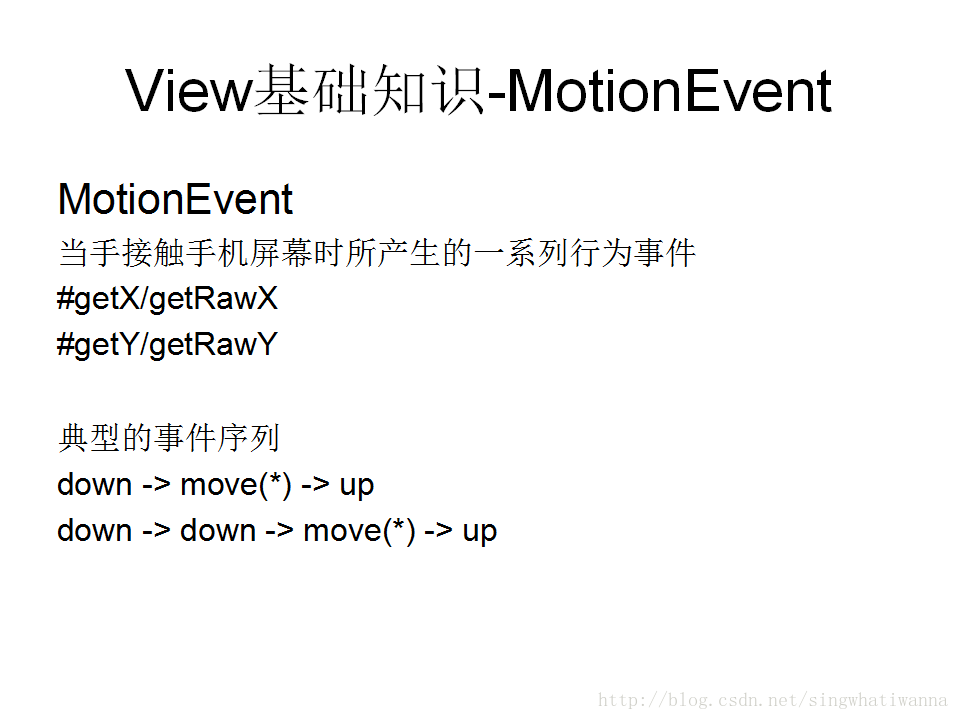 View基础知识-MotionEvent
MotionEvent
当手接触手机屏幕时所产生的一系列行为事件
#getX/getRawX
#getY/getRawY
典型的事件序列
down -> move(*) -> up
down -> down -> move(*) -> up
http://blog.csdn.net/singwhatiwanna